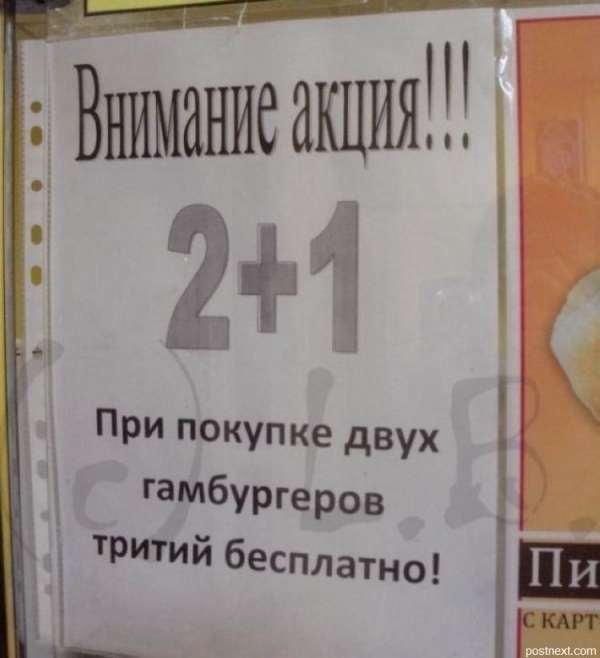 Внимание акция!!!
2+1
При покупке двух
гамбургеров
тритий бесплатно!
Пи
С КАРТ
(c) L.B.
postnext.com